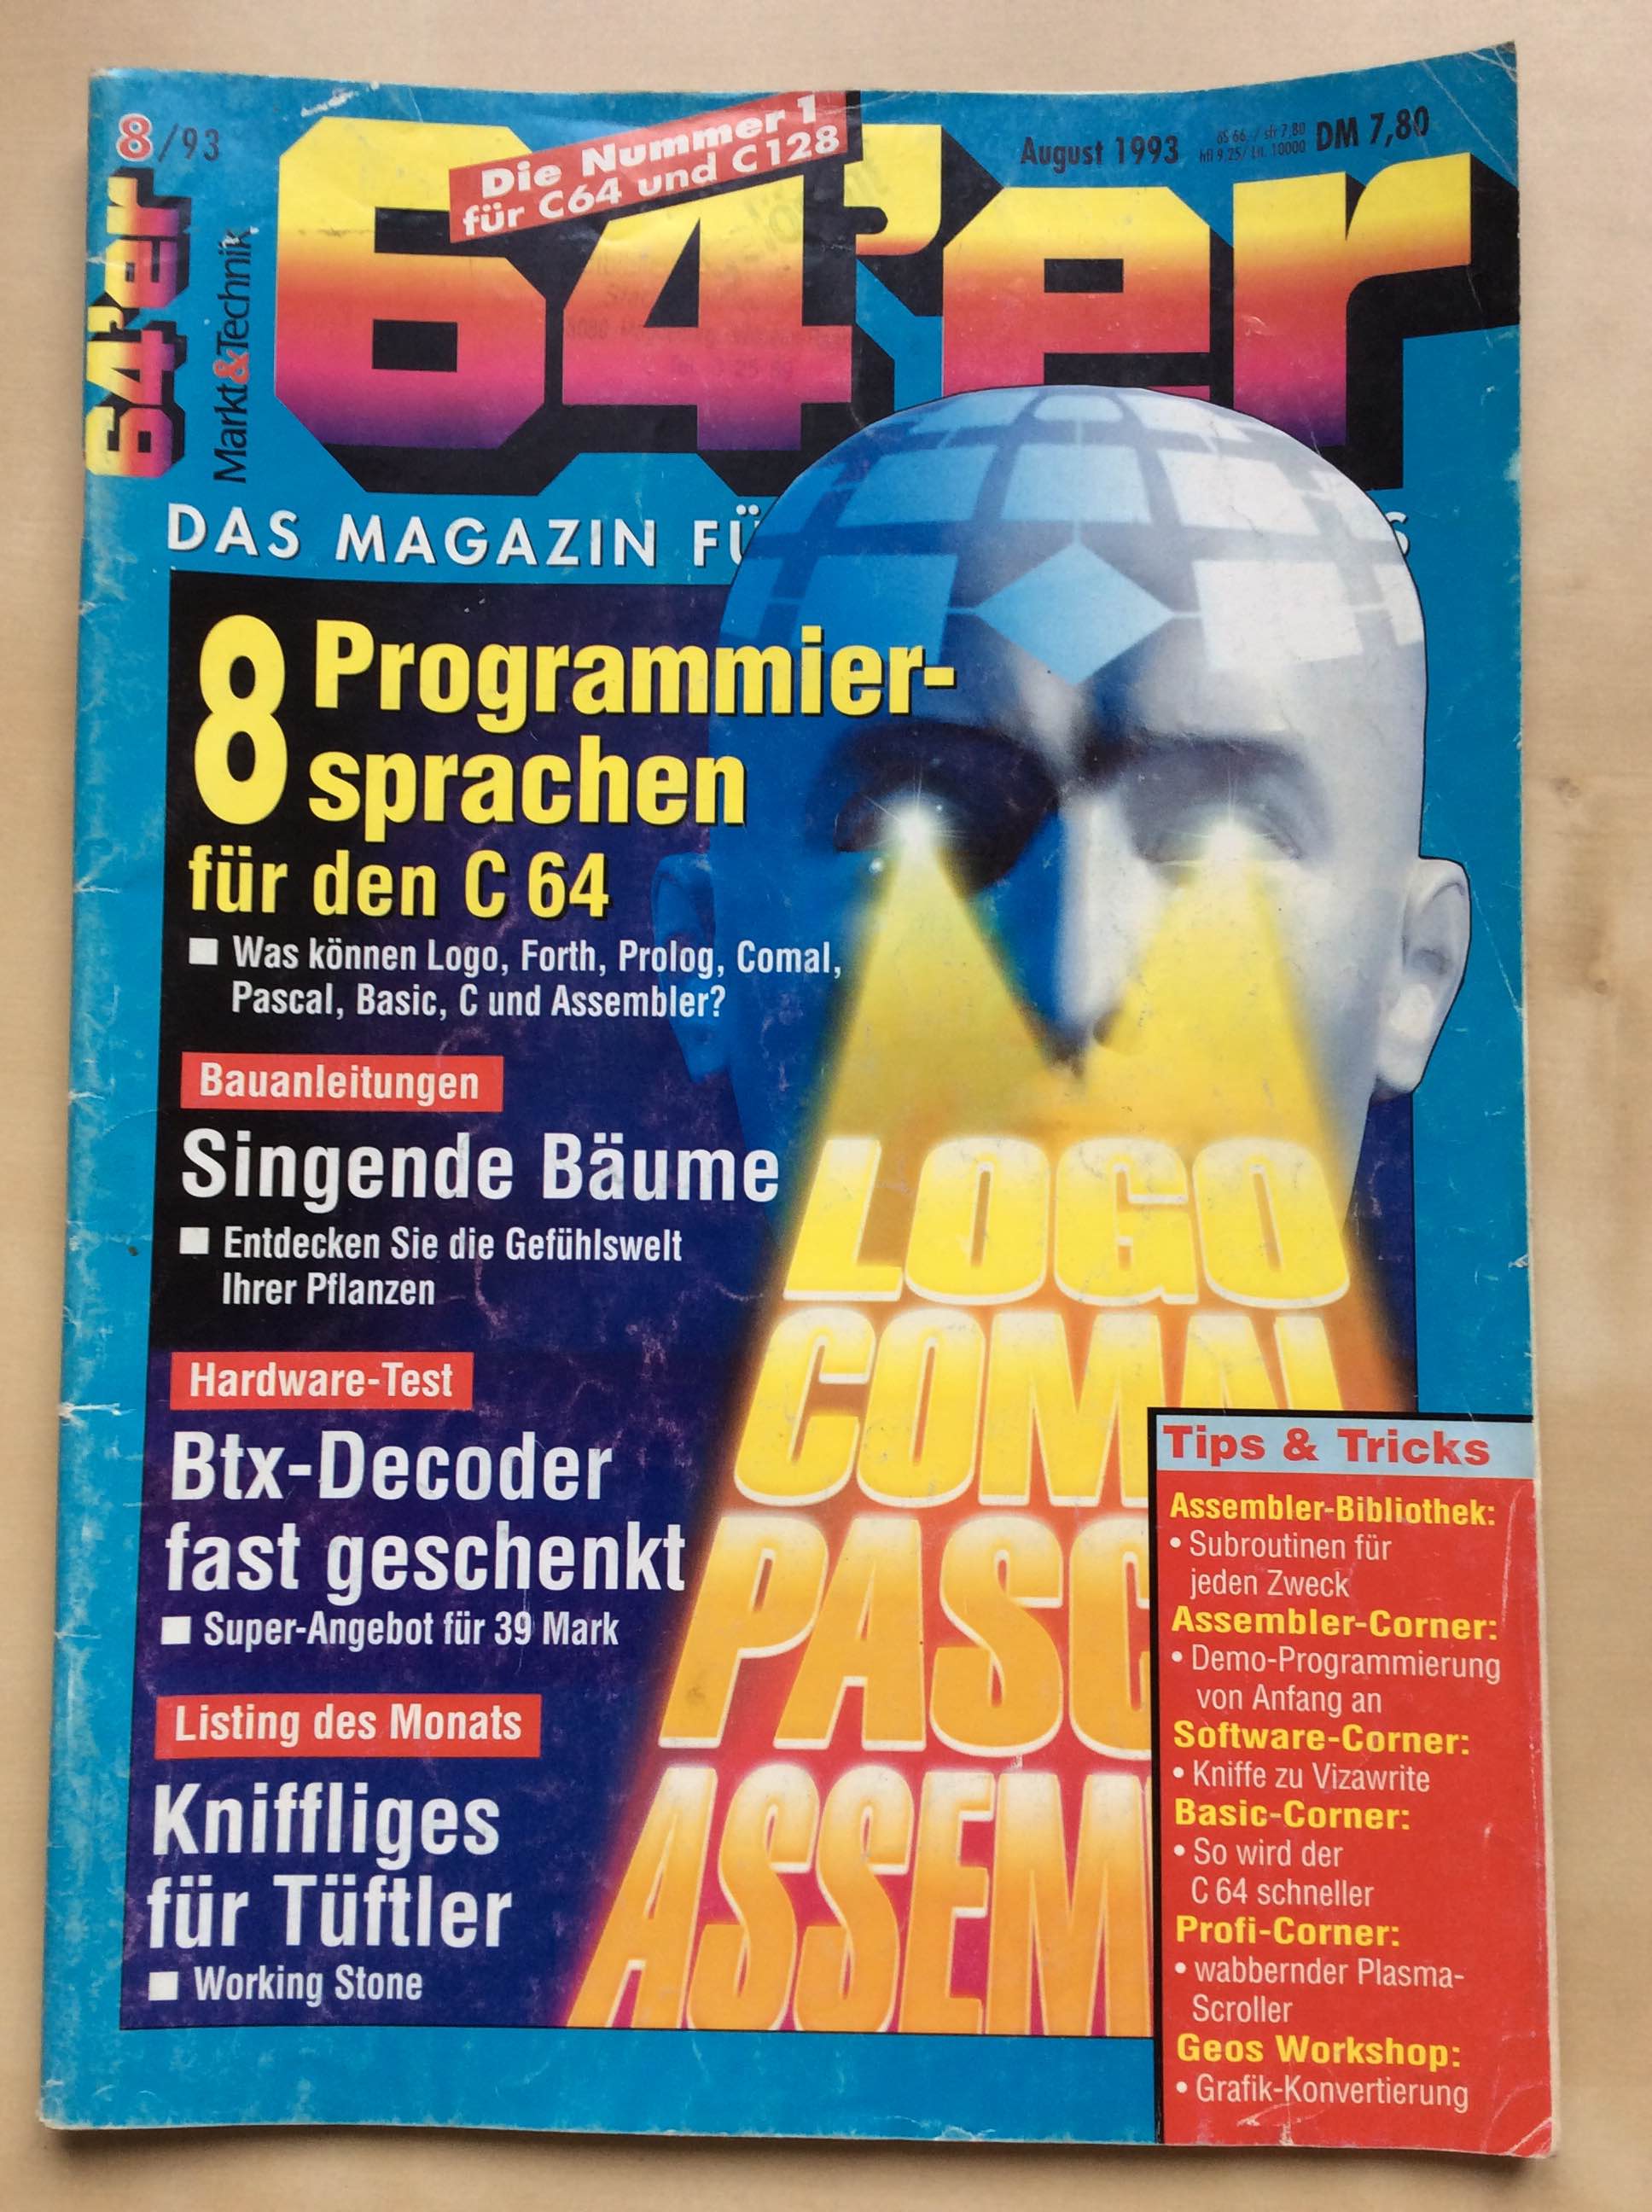 8/93
64'er
Markt&Technik
Die Nummer 1
für C64 und C128
August 1993
DM 7,80
64'er
DAS MAGAZIN FÜ
8 Programmier-
sprachen
für den C 64
■ Was können Logo, Forth, Prolog, Comal,
Pascal, Basic, C und Assembler?
Bauanleitungen
Singende Bäume
■ Entdecken Sie die Gefühlswelt
Ihrer Pflanzen
Hardware-Test
Btx-Decoder
fast geschenkt
■ Super-Angebot für 39 Mark
Listing des Monats
Kniffliges
für Tüftler
■ Working Stone
LOGO
COMAL
PASC
ASSEM
Tips & Tricks
Assembler-Bibliothek:
• Subroutinen für
jeden Zweck
Assembler-Corner:
• Demo-Programmierung
von Anfang an
Software-Corner:
• Kniffe zu Vizawrite
Basic-Corner:
• So wird der
C 64 schneller
Profi-Corner:
• wabbernder Plasma-
Scroller
Geos Workshop:
• Grafik-Konvertierung